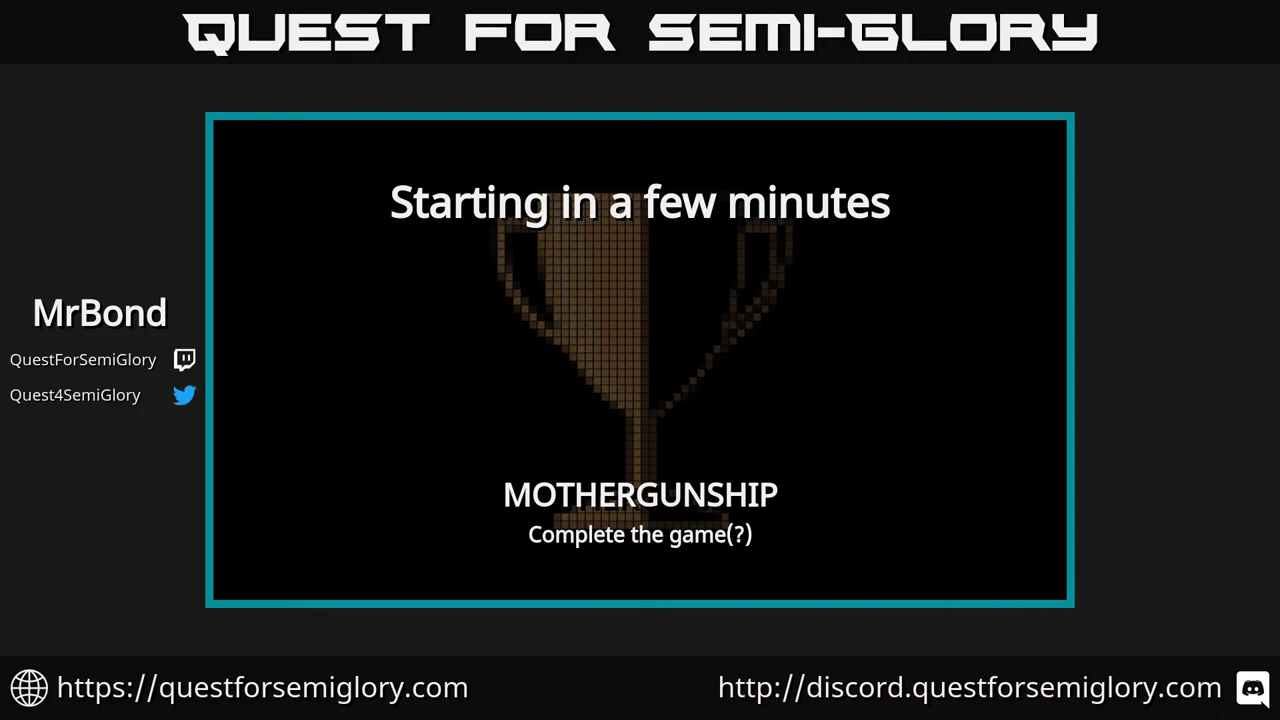 QUEST FOR SEMI-GLORY
Starting in a few minutes
MrBond
QuestForSemiGlory
Quest4SemiGlory
MOTHERGUNSHIP
Complete the game(?)
https://questforsemiglory.com
http://discord.questforsemiglory.com